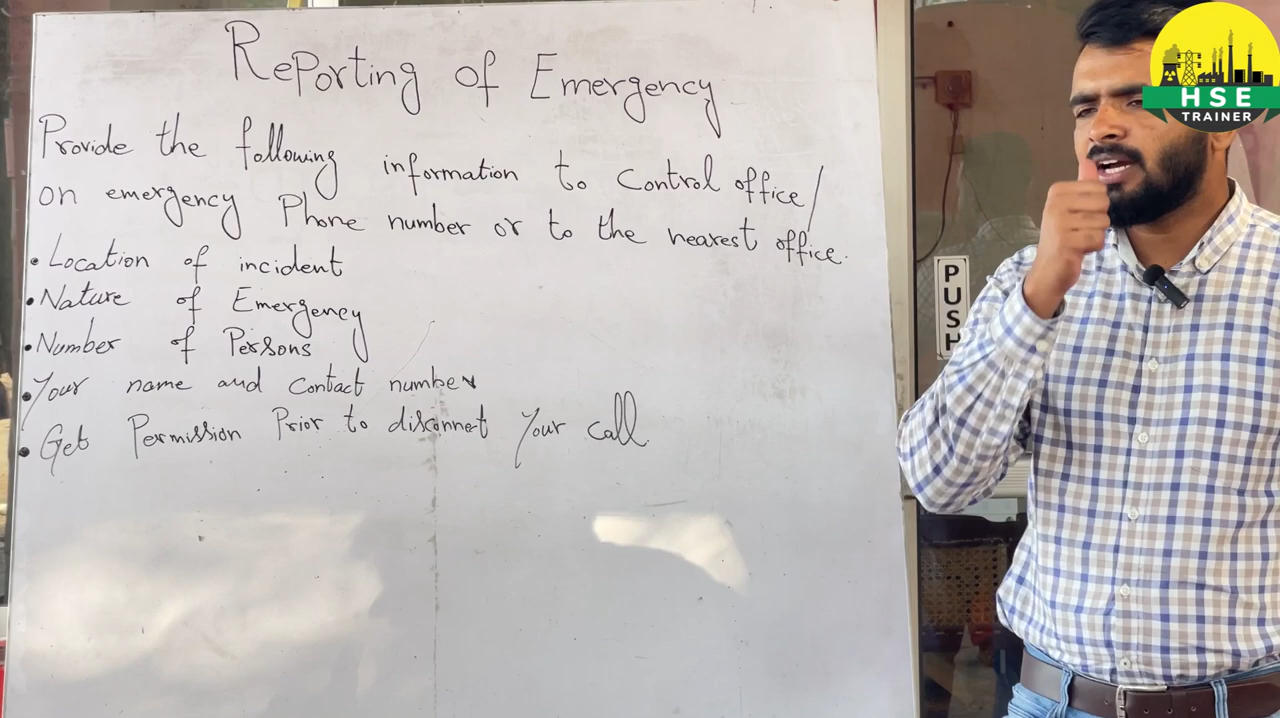 Reporting of Emergency
Provide the following information to Control office/
on emergency Phone number or to the nearest office.
• Location of incident
• Nature of Emergency
• Number of Persons
• Your name and Contact number
• Get Permission Prior to disconnet Your call
HSE
TRAINER
PUSH